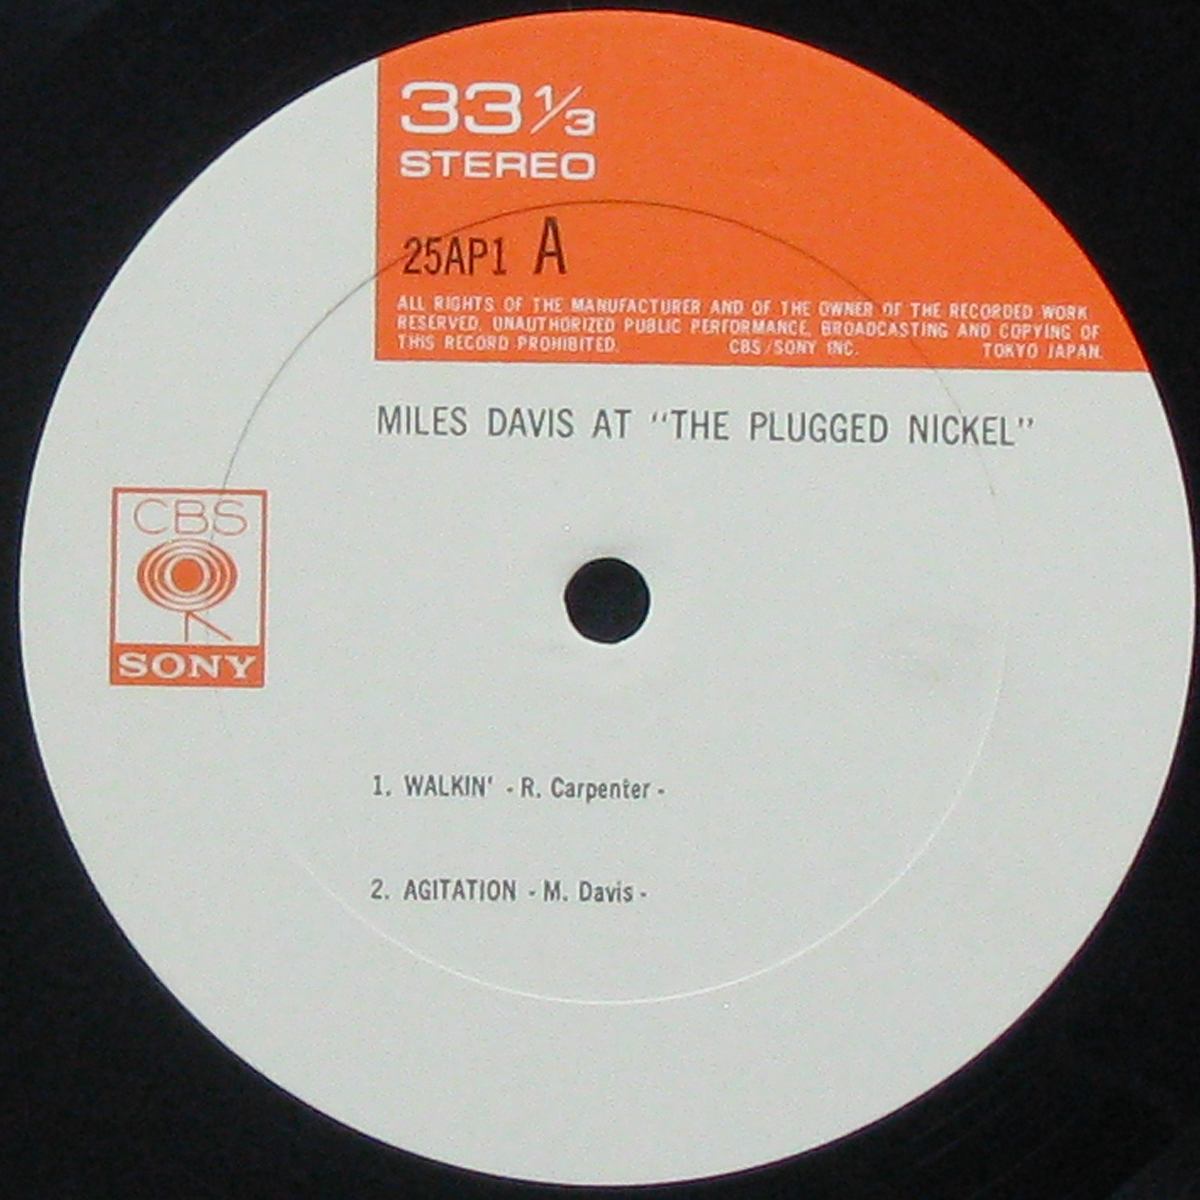 33 1/3
STEREO
25AP1 A
ALL RIGHTS OF THE MANUFACTURER AND OF THE OWNER OF THE RECORDED WORK
RESERVED. UNAUTHORIZED PUBLIC PERFORMANCE, BROADCASTING AND COPYING OF
THIS RECORD PROHIBITED. CBS/SONY INC. TOKYO JAPAN.
MILES DAVIS AT "THE PLUGGED NICKEL"
CBS
SONY
1. WALKIN' - R. Carpenter -
2. AGITATION - M. Davis -